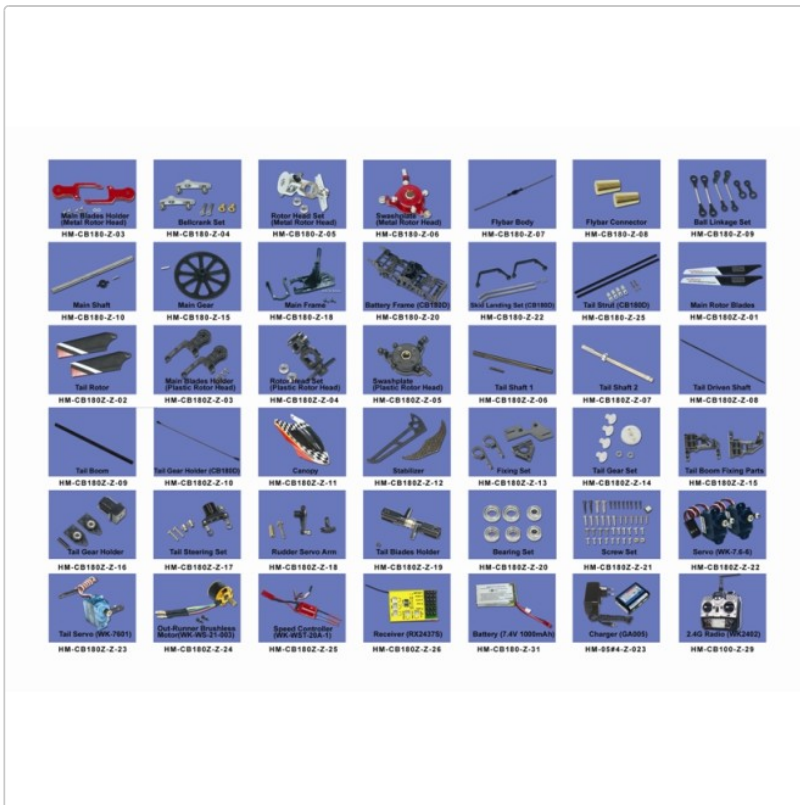 Main Blades Holder
(Metal Rotor Head)
HM-CB180-Z-03
Bellcrank Set
HM-CB180-Z-04
Rotor Head Set
(Metal Rotor Head)
HM-CB180-Z-05
Swashplate
(Metal Rotor Head)
HM-CB180-Z-06
Flybar Body
HM-CB180-Z-07
Flybar Connector
HM-CB180-Z-08
Ball Linkage Set
HM-CB180-Z-09
Main Shaft
HM-CB180-Z-10
Main Gear
HM-CB180-Z-15
Main Frame
HM-CB180-Z-18
Battery Frame (CB180D)
HM-CB180-Z-20
Skid Landing Set (CB180D)
HM-CB180-Z-22
Tail Strut (CB180D)
HM-CB180-Z-25
Main Rotor Blades
HM-CB180Z-Z-01
Tail Rotor
HM-CB180Z-Z-02
Main Blades Holder
(Plastic Rotor Head)
HM-CB180Z-Z-03
Rotor Head Set
(Plastic Rotor Head)
HM-CB180Z-Z-04
Swashplate
(Plastic Rotor Head)
HM-CB180Z-Z-05
Tail Shaft 1
HM-CB180Z-Z-06
Tail Shaft 2
HM-CB180Z-Z-07
Tail Driven Shaft
HM-CB180Z-Z-08
Tail Boom
HM-CB180Z-Z-09
Tail Gear Holder (CB180D)
HM-CB180Z-Z-10
Canopy
HM-CB180Z-Z-11
Stabilizer
HM-CB180Z-Z-12
Fixing Set
HM-CB180Z-Z-13
Tail Gear Set
HM-CB180Z-Z-14
Tail Boom Fixing Parts
HM-CB180Z-Z-15
Tail Gear Holder
HM-CB180Z-Z-16
Tail Steering Set
HM-CB180Z-Z-17
Rudder Servo Arm
HM-CB180Z-Z-18
Tail Blades Holder
HM-CB180Z-Z-19
Bearing Set
HM-CB180Z-Z-20
Screw Set
HM-CB180Z-Z-21
Servo (WK-7.6-6)
HM-CB180Z-Z-22
Tail Servo (WK-7601)
HM-CB180Z-Z-23
Out-Runner Brushless
Motor(WK-WS-21-003)
HM-CB180Z-Z-24
Speed Controller
(WK-WST-20A-1)
HM-CB180Z-Z-25
Receiver (RX2437S)
HM-CB180Z-Z-26
Battery (7.4V 1000mAh)
HM-CB180-Z-31
Charger (GA005)
HM-05#4-Z-023
2.4G Radio (WK2402)
HM-CB100-Z-29